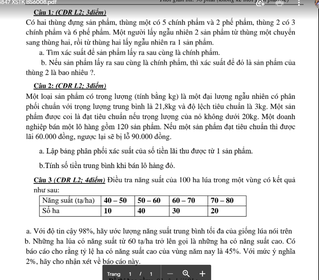 Câu 1: (CĐR L2; 3điểm)
Có hai thùng đựng sản phẩm, thùng một có 5 chính phẩm và 2 phế phẩm, thùng 2 có 3
chính phẩm và 6 phế phẩm. Một người lấy ngẫu nhiên 2 sản phẩm từ thùng một chuyển
sang thùng hai, rồi từ thùng hai lấy ngẫu nhiên ra 1 sản phẩm.
a. Tìm xác suất để sản phẩm lấy ra sau cùng là chính phẩm.
b. Nếu sản phẩm lấy ra sau cùng là chính phẩm, thì xác suất để đó là sản phẩm của
thùng 2 là bao nhiêu ?.
Câu 2: (CĐR L2; 3điểm)
Một loại sản phẩm có trọng lượng (tính bằng kg) là một đại lượng ngẫu nhiên có phân
phối chuẩn với trọng lượng trung bình là 21,8kg và độ lệch tiêu chuẩn là 3kg. Một sản
phẩm được coi là đạt tiêu chuẩn nếu trọng lượng của nó không dưới 20kg. Một doanh
nghiệp bán một lô hàng gồm 120 sản phẩm. Nếu một sản phẩm đạt tiêu chuẩn thì được
lãi 60.000 đồng, ngược lại sẽ bị lỗ 90.000 đồng.
a. Lập bảng phân phối xác suất của số tiền lãi thu được từ 1 sản phẩm.
b.Tính số tiền trung bình khi bán lô hàng đó.
Câu 3 (CĐR L2; 4điểm) Điều tra năng suất của 100 ha lúa trong một vùng có kết quả
như sau:
Năng suất (tạ/ha) 40 – 50 50 – 60 60 – 70 70 – 80
Số ha 10 40 30 20
a. Với độ tin cậy 98%, hãy ước lượng năng suất trung bình tối đa của giống lúa nói trên
b. Những ha lúa có năng suất từ 60 tạ/ha trở lên gọi là những ha có năng suất cao. Có
báo cáo cho rằng tỷ lệ ha có năng suất cao của vùng năm nay là 45%. Với mức ý nghĩa
2%, hãy cho nhận xét về báo cáo này.
Trang 1 / 1